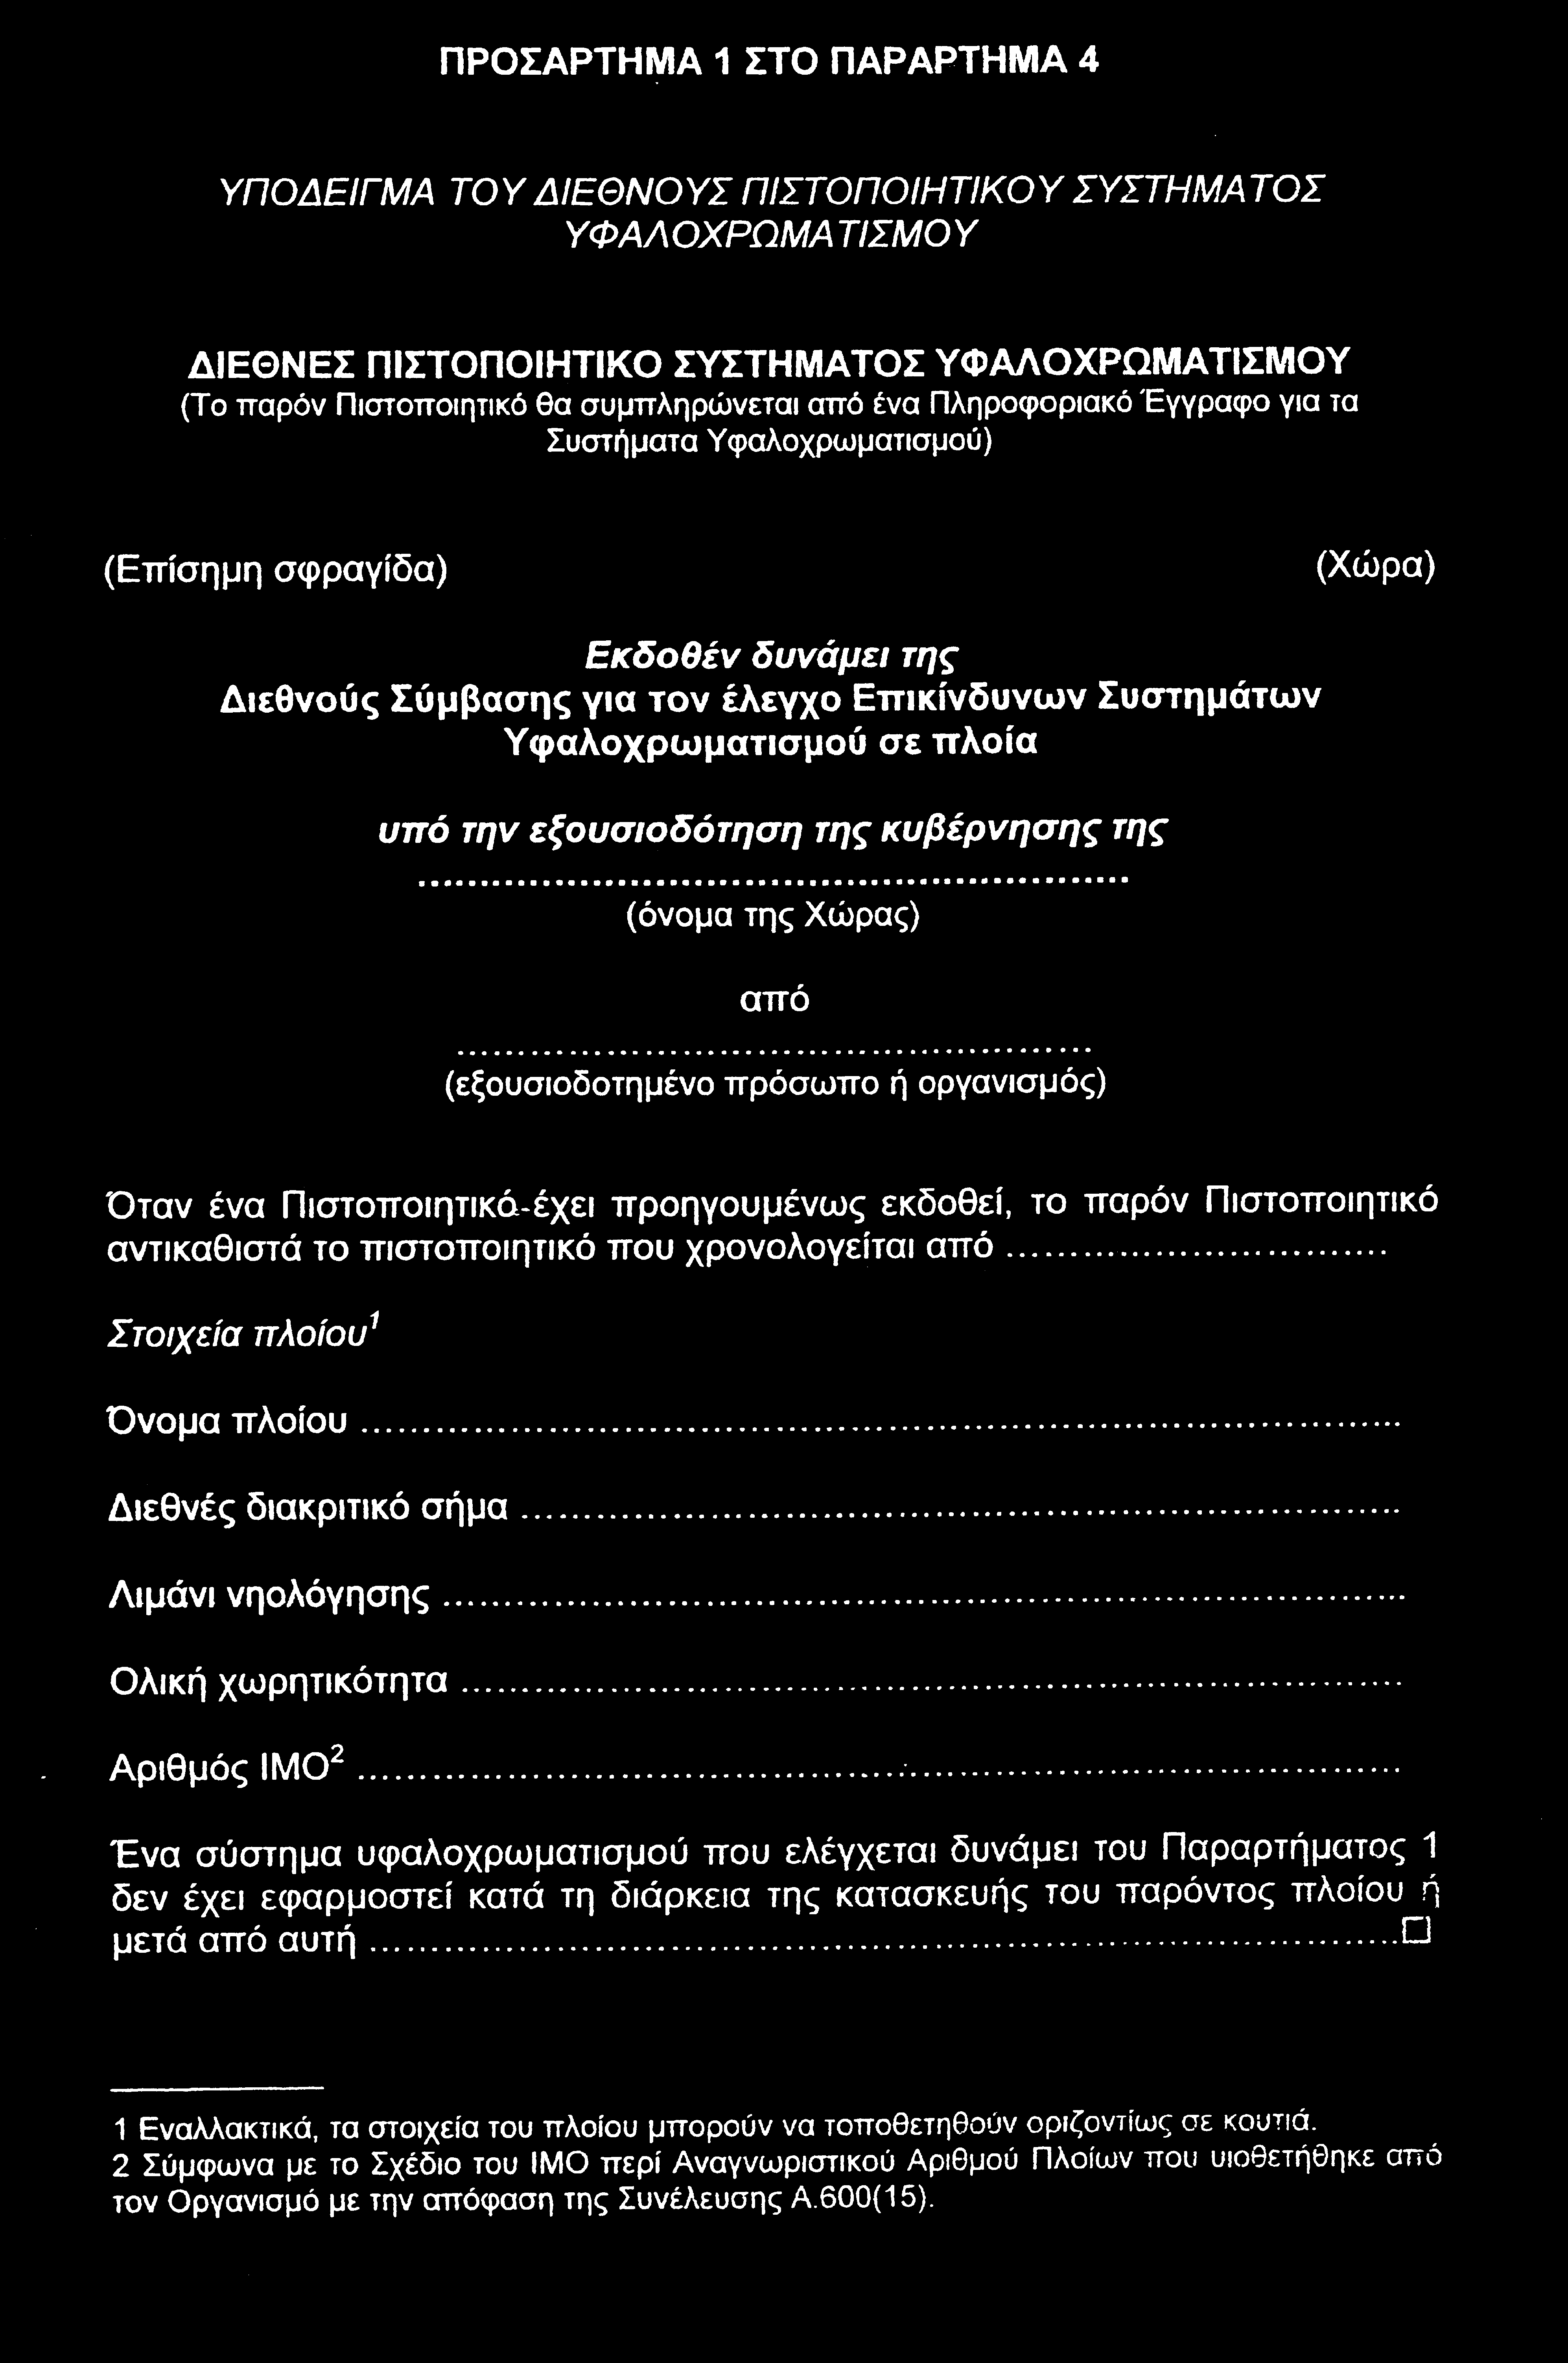 ΠΡΟΣΑΡΤΗΜΑ 1 ΣΤΟ ΠΑΡΑΡΤΗΜΑ 4
ΥΠΟΔΕΙΓΜΑ ΤΟΥ ΔΙΕΘΝΟΥΣ ΠΙΣΤΟΠΟΙΗΤΙΚΟΥ ΣΥΣΤΗΜΑΤΟΣ
ΥΦΑΛΟΧΡΩΜΑΤΙΣΜΟΥ
ΔΙΕΘΝΕΣ ΠΙΣΤΟΠΟΙΗΤΙΚΟ ΣΥΣΤΗΜΑΤΟΣ ΥΦΑΛΟΧΡΩΜΑΤΙΣΜΟΥ
(Το παρόν Πιστοποιητικό θα συμπληρώνεται από ένα Πληροφοριακό Έγγραφο για τα
Συστήματα Υφαλοχρωματισμού)
(Επίσημη σφραγίδα) (Χώρα)
Εκδοθέν δυνάμει της
Διεθνούς Σύμβασης για τον έλεγχο Επικίνδυνων Συστημάτων
Υφαλοχρωματισμού σε πλοία
υπό την εξουσιοδότηση της κυβέρνησης της
..........................................................
(όνομα της Χώρας)
από
....................................................
(εξουσιοδοτημένο πρόσωπο ή οργανισμός)
Όταν ένα Πιστοποιητικό-έχει προηγουμένως εκδοθεί, το παρόν Πιστοποιητικό
αντικαθιστά το πιστοποιητικό που χρονολογείται από ...............................
Στοιχεία πλοίου¹
Όνομα πλοίου ....................................................................................
Διεθνές διακριτικό σήμα .......................................................................
Λιμάνι νηολόγησης ..............................................................................
Ολική χωρητικότητα ............................................................................
Αριθμός ΙΜΟ² ....................................................................................
Ένα σύστημα υφαλοχρωματισμού που ελέγχεται δυνάμει του Παραρτήματος 1
δεν έχει εφαρμοστεί κατά τη διάρκεια της κατασκευής του παρόντος πλοίου ή
μετά από αυτή ...................................................................................□
1 Εναλλακτικά, τα στοιχεία του πλοίου μπορούν να τοποθετηθούν οριζοντίως σε κουτιά.
2 Σύμφωνα με το Σχέδιο του ΙΜΟ περί Αναγνωριστικού Αριθμού Πλοίων που υιοθετήθηκε από
τον Οργανισμό με την απόφαση της Συνέλευσης Α.600(15).